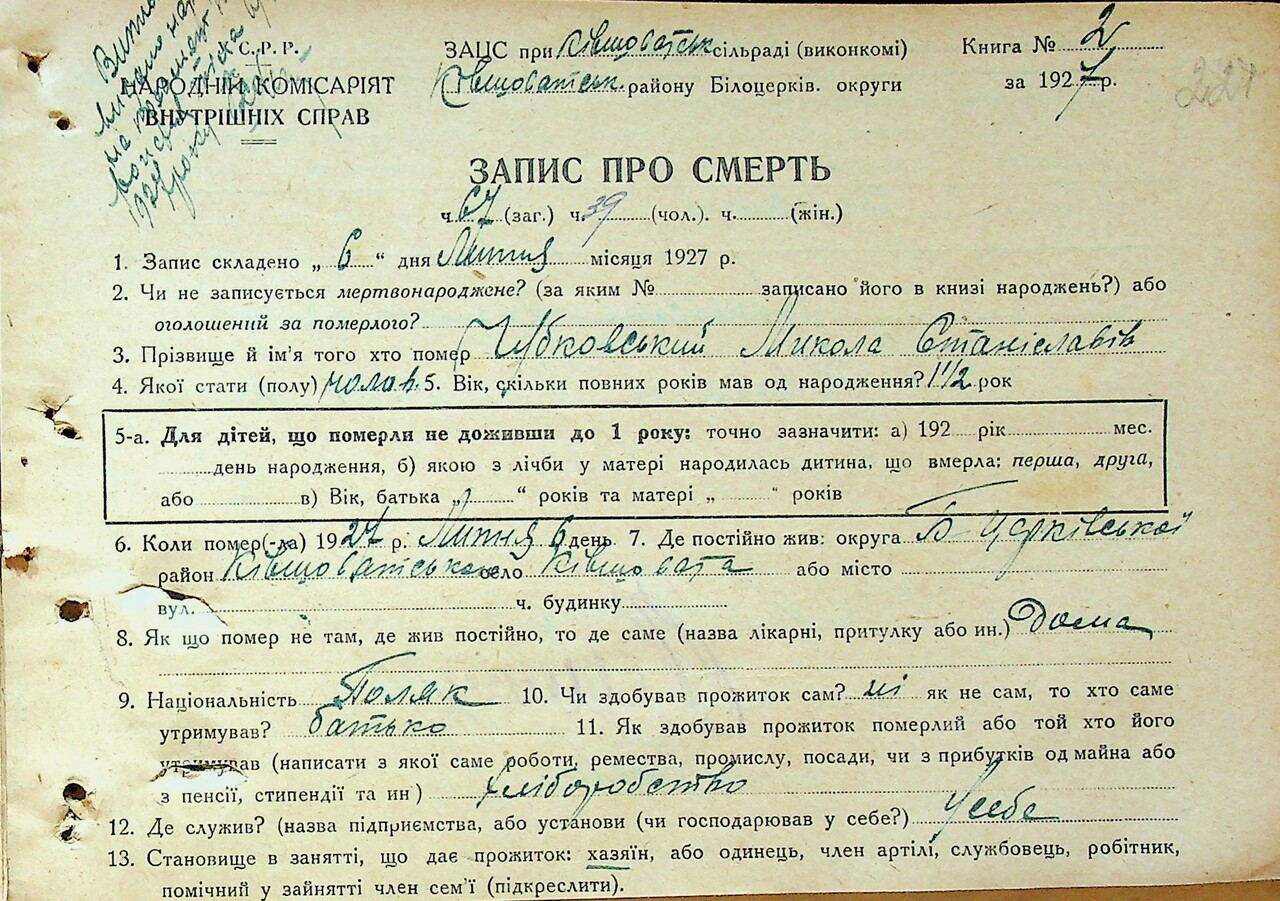 С.Р.Р.
НАРОДНІЙ КОМІСАРІЯТ
ВНУТРІШНІХ СПРАВ
ЗАЦС при Ківшоватськ сільраді (виконкомі)
Ківшоватськ. району Білоцерків. округи
Книга № 2
за 1927 р.
227
ЗАПИС ПРО СМЕРТЬ
ч. 67 (заг.) ч. 39 (чол.). ч. (жін.)
1. Запис складено „ 6 “ дня Липня місяця 1927 р.
2. Чи не записується мертвонароджене? (за яким № записано його в книзі народжень?) або
оголошений за померлого?
3. Прізвище й ім'я того хто помер Чубковський Микола Станіславів
4. Якої стати (полу) чолов. 5. Вік, скільки повних років мав од народження? 1 1/2 рок
5-а. Для дітей, що померли не доживши до 1 року: точно зазначити: а) 192 рік мес.
день народження, б) якою з лічби у матері народилась дитина, що вмерла: перша, друга,
або в) Вік, батька „ “ років та матері „ “ років
6. Коли помер(-ла) 1927 р. Липня 6 день 7. Де постійно жив: округа Б-Церківської
район Ківшоватсько село Ківшовата або місто
вул. ч. будинку
8. Як що помер не там, де жив постійно, то де саме (назва лікарні, притулку або ин.) Дома
9. Національність Поляк 10. Чи здобував прожиток сам? ні як не сам, то хто саме
утримував? батько 11. Як здобував прожиток померлий або той хто його
утримував (написати з якої саме роботи, ремества, промислу, посади, чи з прибутків од майна або
з пенсії, стипендії та ин ) хліборобство
12. Де служив? (назва підприємства, або установи (чи господарював у себе?) У себе
13. Становище в занятті, що дає прожиток: хазяїн, або одинець, член артілі, службовець, робітник,
помічний у зайнятті член сем'ї (підкреслити).